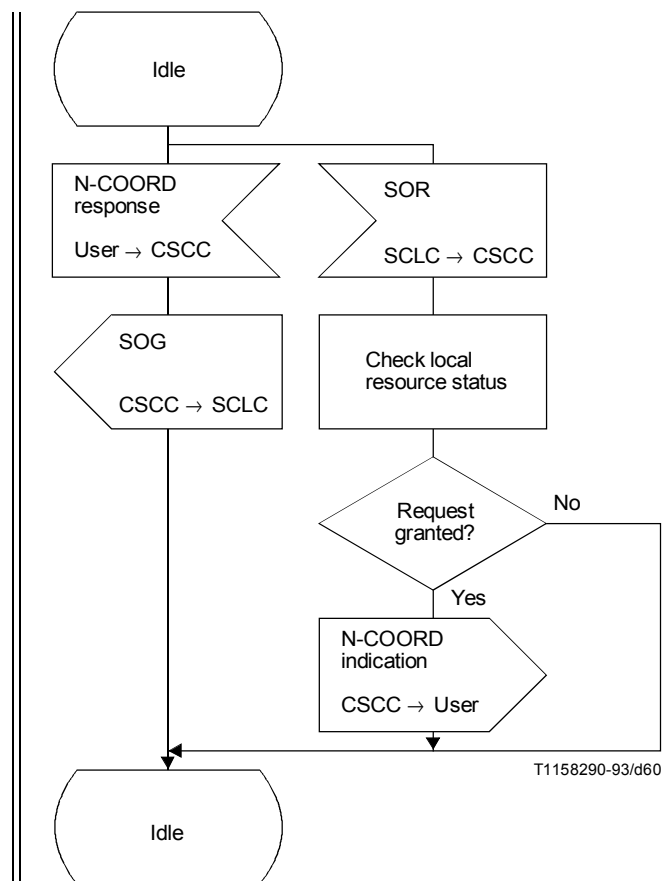 Idle
N-COORD
response
User → CSCC
SOR
SCLC → CSCC
SOG
CSCC → SCLC
Check local
resource status
Request
granted?
No
Yes
N-COORD
indication
CSCC → User
T1158290-93/d60
Idle